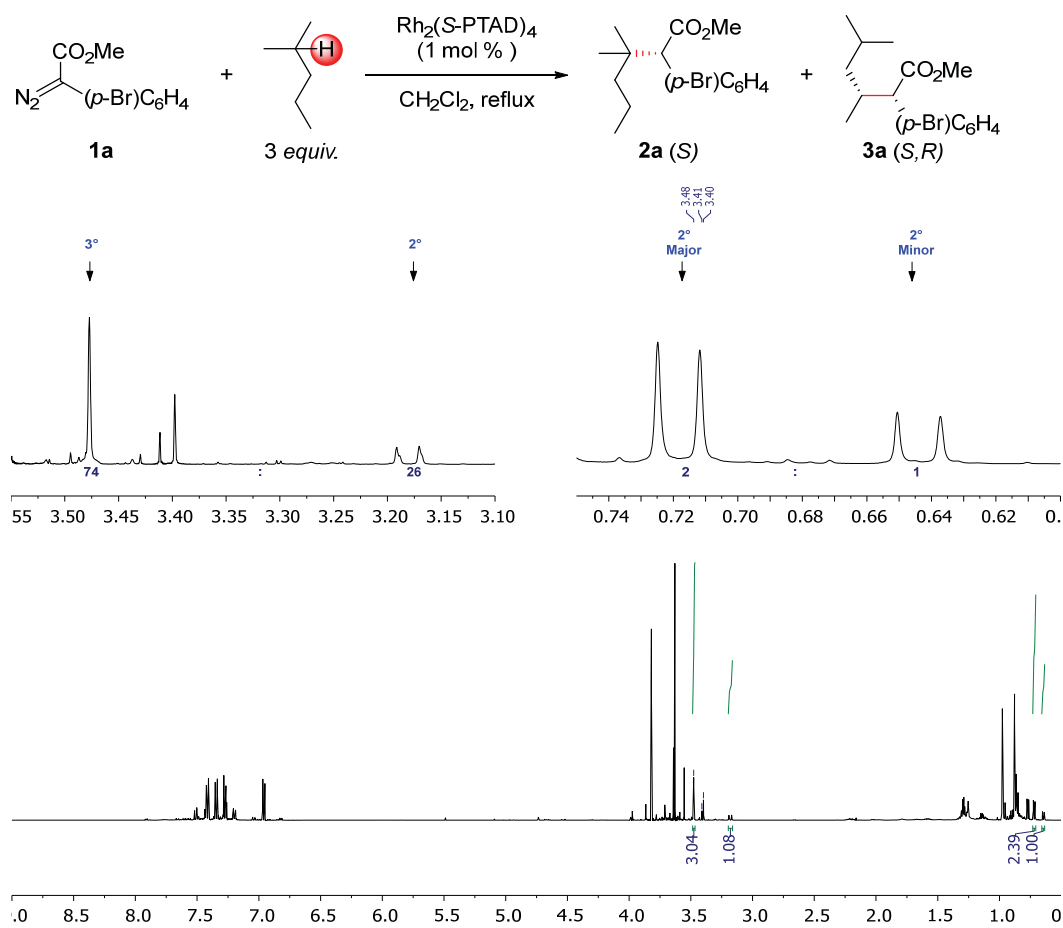 CO2Me
N2
(p-Br)C6H4
1a
+
H
3 equiv.
Rh2(S-PTAD)4
(1 mol % )
CH2Cl2, reflux
CO2Me
(p-Br)C6H4
2a (S)
+
CO2Me
(p-Br)C6H4
3a (S,R)
3.48
3.41
3.40
3°
2°
2°
Major
2°
Minor
74 : 26
2 : 1
55 3.50 3.45 3.40 3.35 3.30 3.25 3.20 3.15 3.10
0.74 0.72 0.70 0.68 0.66 0.64 0.62 0.
3.04
1.08
2.39
1.00
.0 8.5 8.0 7.5 7.0 6.5 6.0 5.5 5.0 4.5 4.0 3.5 3.0 2.5 2.0 1.5 1.0 0